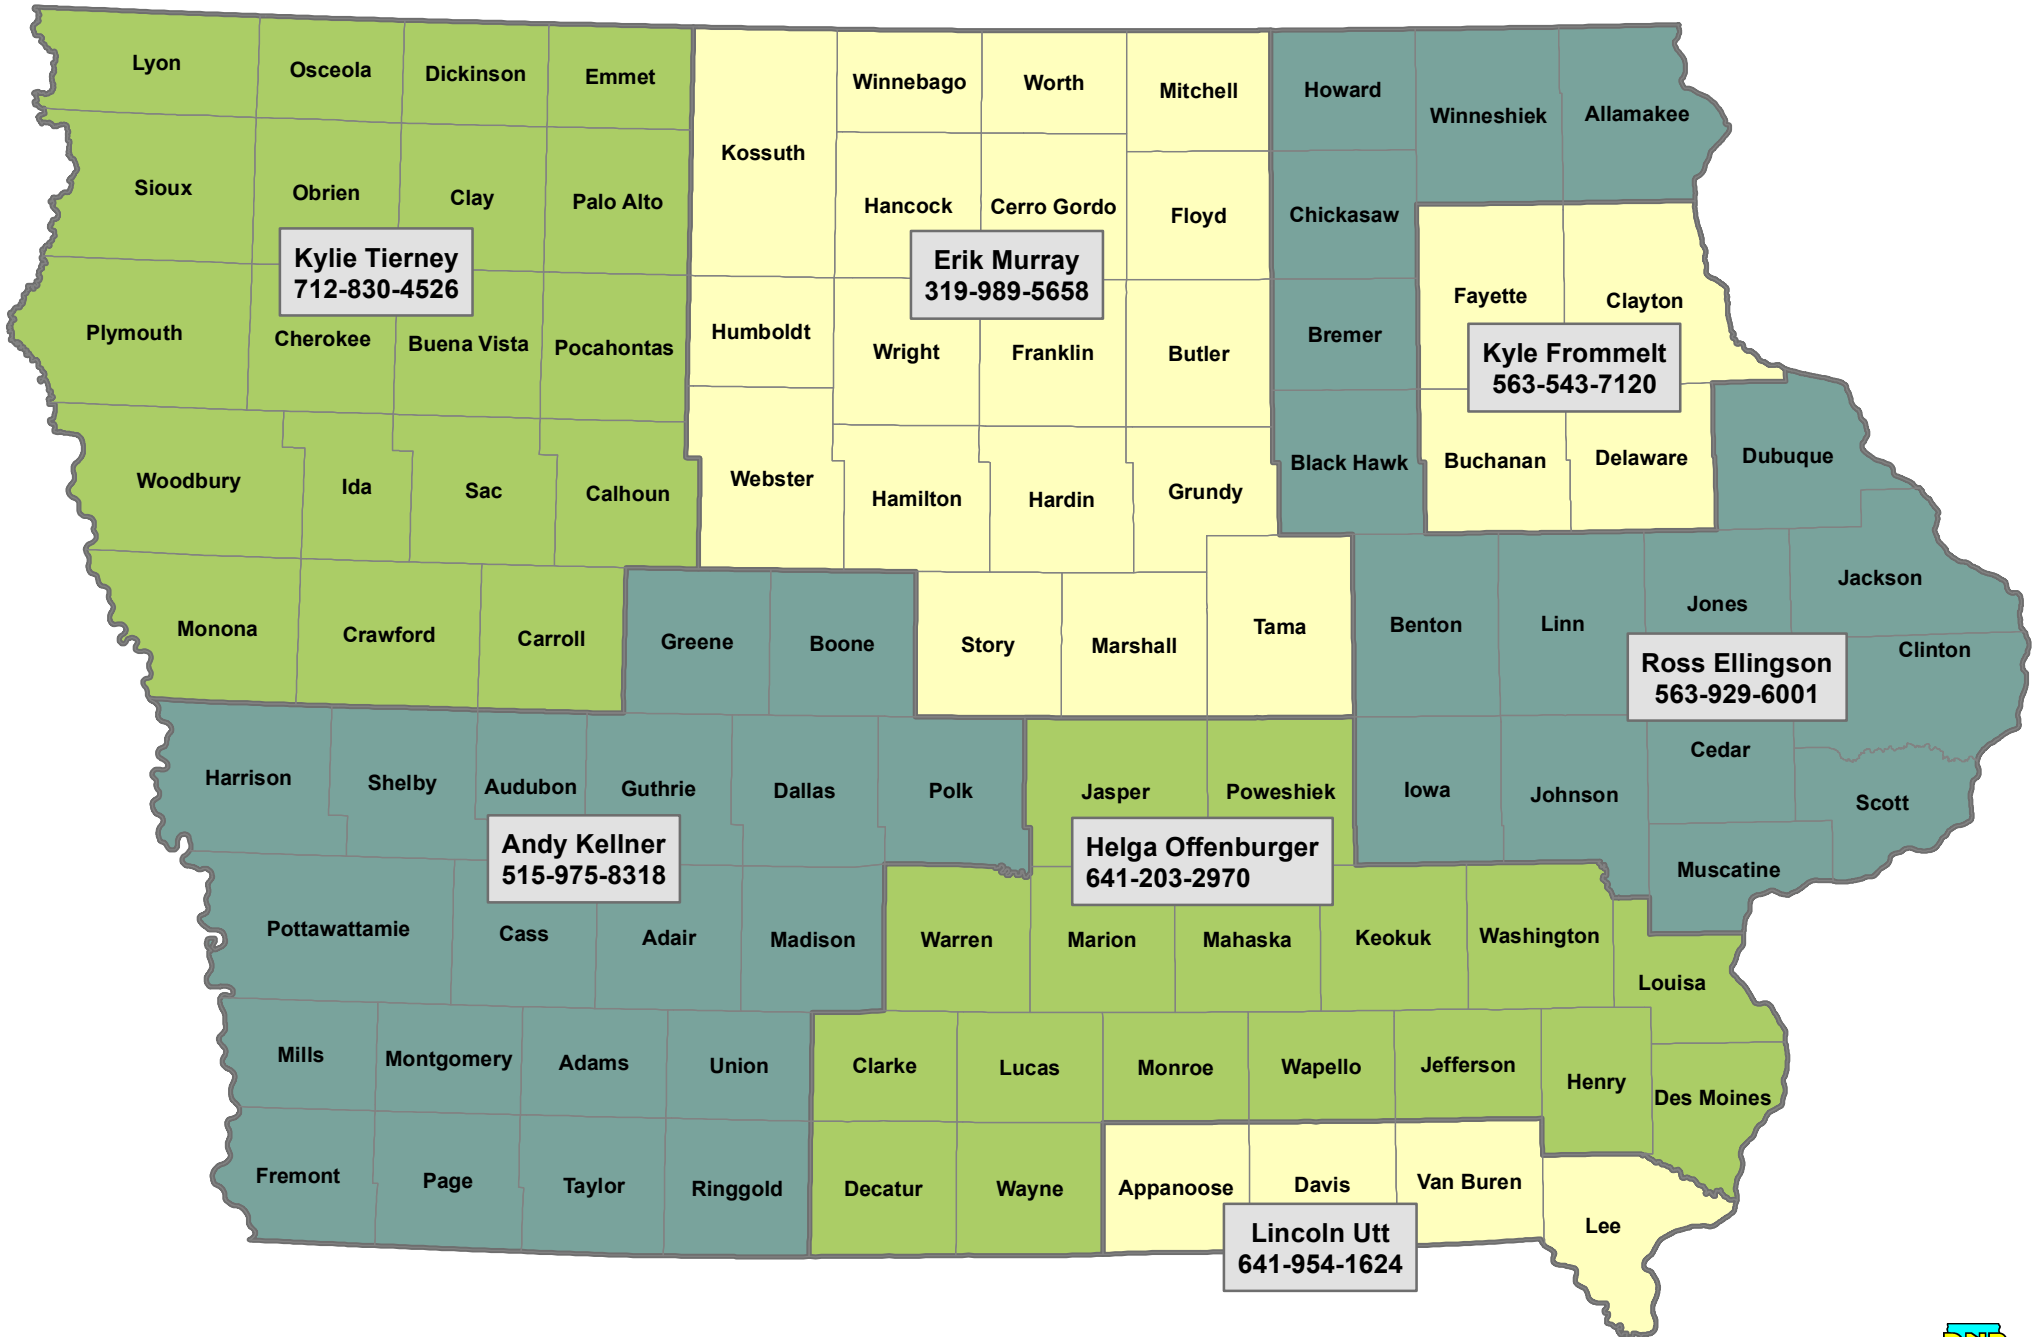 Lyon
Osceola
Dickinson
Emmet
Kossuth
Winnebago
Worth
Mitchell
Howard
Winneshiek
Allamakee
Sioux
Obrien
Clay
Palo Alto
Hancock
Cerro Gordo
Floyd
Chickasaw
Kylie Tierney
712-830-4526
Erik Murray
319-989-5658
Fayette
Clayton
Kyle Frommelt
563-543-7120
Plymouth
Cherokee
Buena Vista
Pocahontas
Humboldt
Wright
Franklin
Butler
Bremer
Woodbury
Ida
Sac
Calhoun
Webster
Hamilton
Hardin
Grundy
Black Hawk
Buchanan
Delaware
Dubuque
Monona
Crawford
Carroll
Greene
Boone
Story
Marshall
Tama
Benton
Linn
Jones
Jackson
Clinton
Ross Ellingson
563-929-6001
Harrison
Shelby
Audubon
Guthrie
Dallas
Polk
Jasper
Poweshiek
Iowa
Johnson
Cedar
Scott
Muscatine
Andy Kellner
515-975-8318
Helga Offenburger
641-203-2970
Pottawattamie
Cass
Adair
Madison
Warren
Marion
Mahaska
Keokuk
Washington
Louisa
Mills
Montgomery
Adams
Union
Clarke
Lucas
Monroe
Wapello
Jefferson
Henry
Des Moines
Fremont
Page
Taylor
Ringgold
Decatur
Wayne
Appanoose
Davis
Van Buren
Lee
Lincoln Utt
641-954-1624